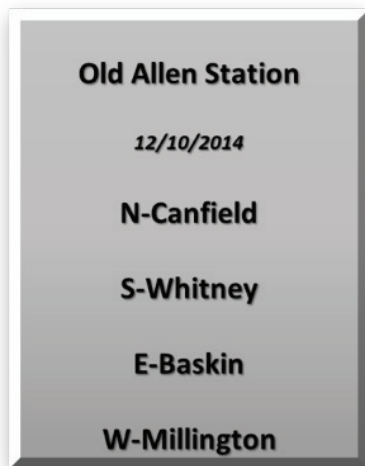 Old Allen Station
12/10/2014
N-Canfield
S-Whitney
E-Baskin
W-Millington